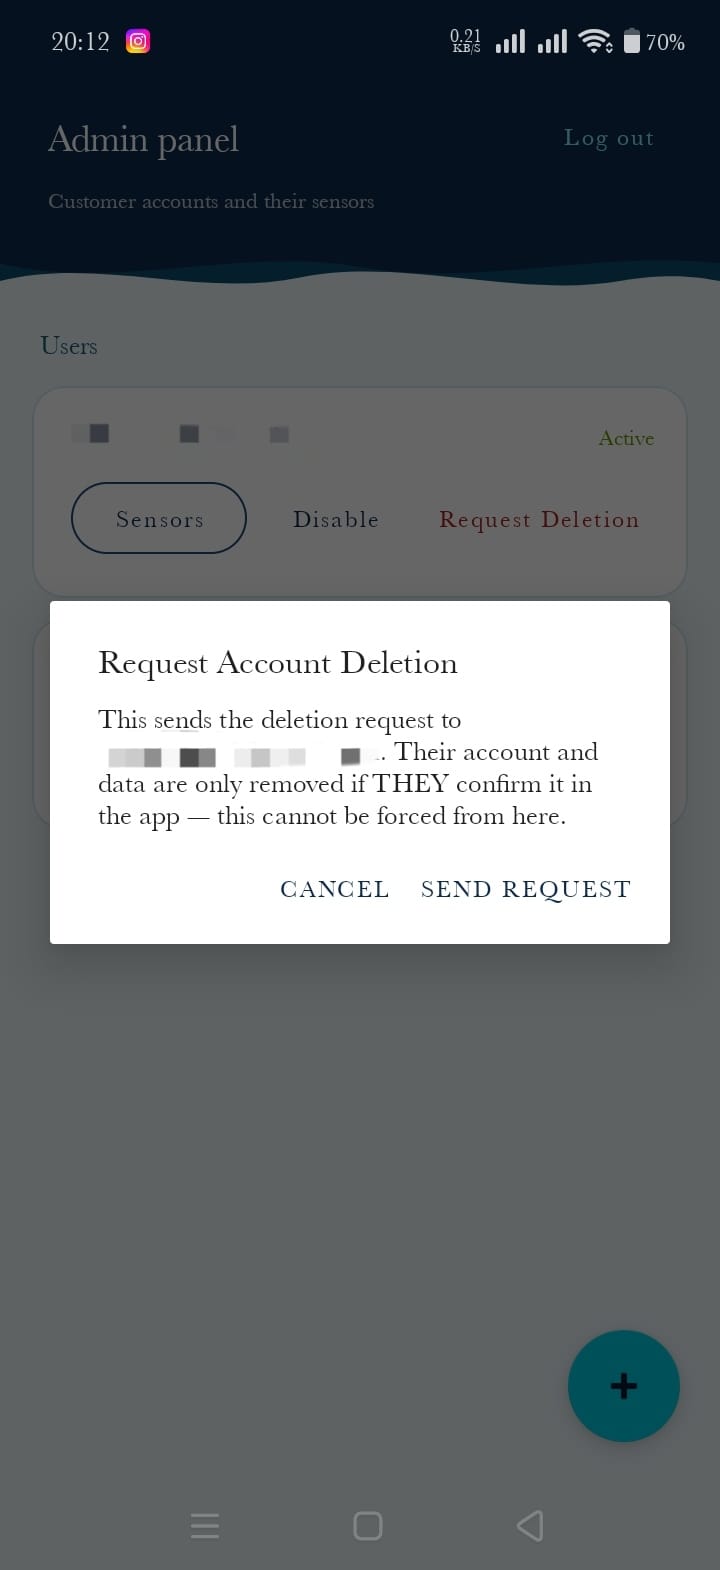 20:12
0.21
KB/S
70%
Admin panel
Log out
Customer accounts and their sensors
Users
Active
Sensors
Disable
Request Deletion
Request Account Deletion
This sends the deletion request to
. Their account and
data are only removed if THEY confirm it in
the app — this cannot be forced from here.
CANCEL
SEND REQUEST